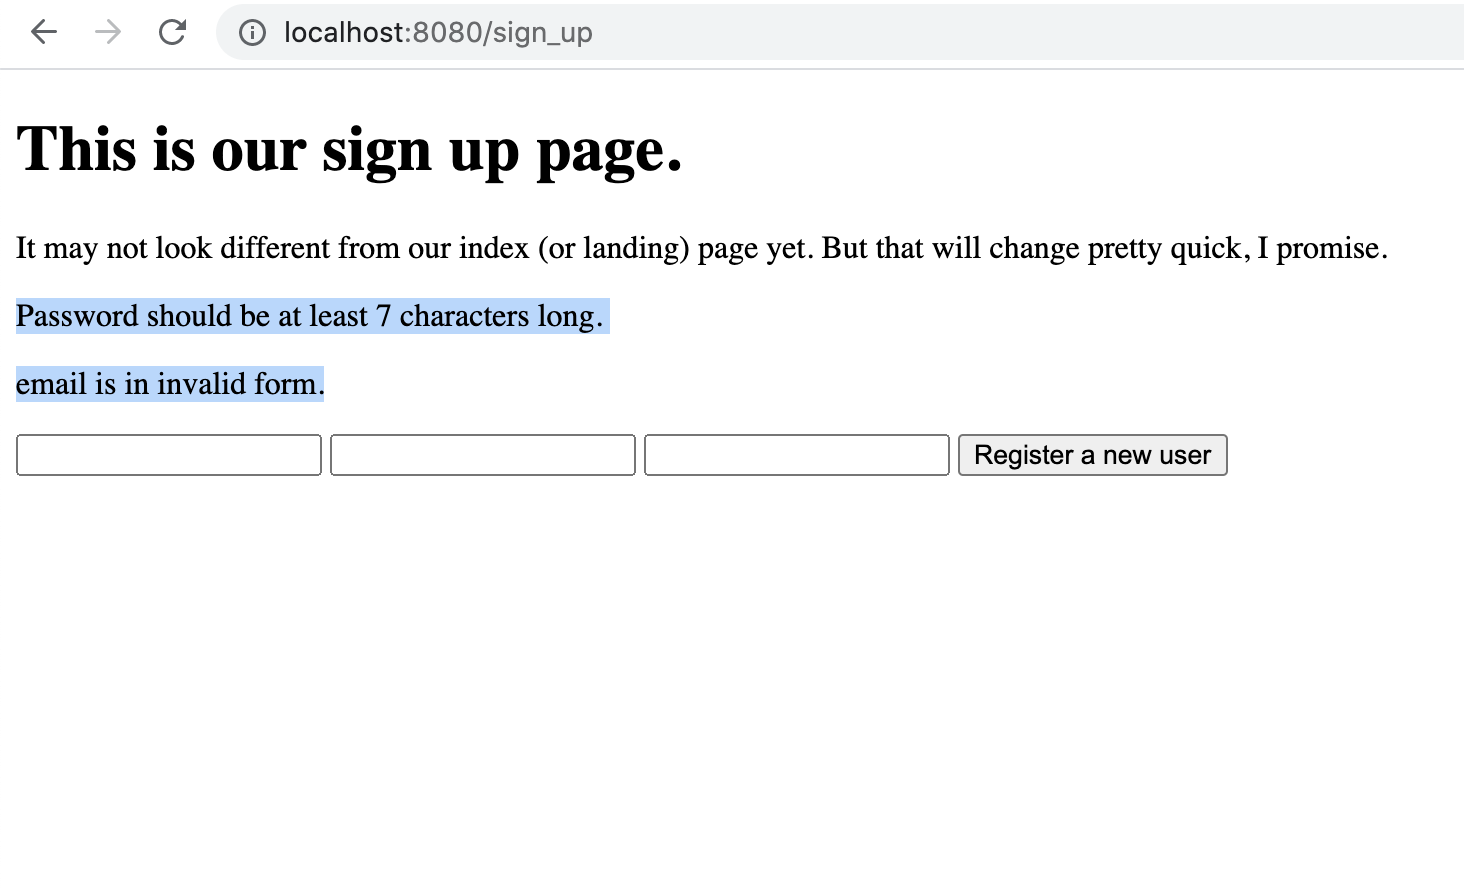 localhost:8080/sign_up
This is our sign up page.
It may not look different from our index (or landing) page yet. But that will change pretty quick, I promise.
Password should be at least 7 characters long.
email is in invalid form.
Register a new user